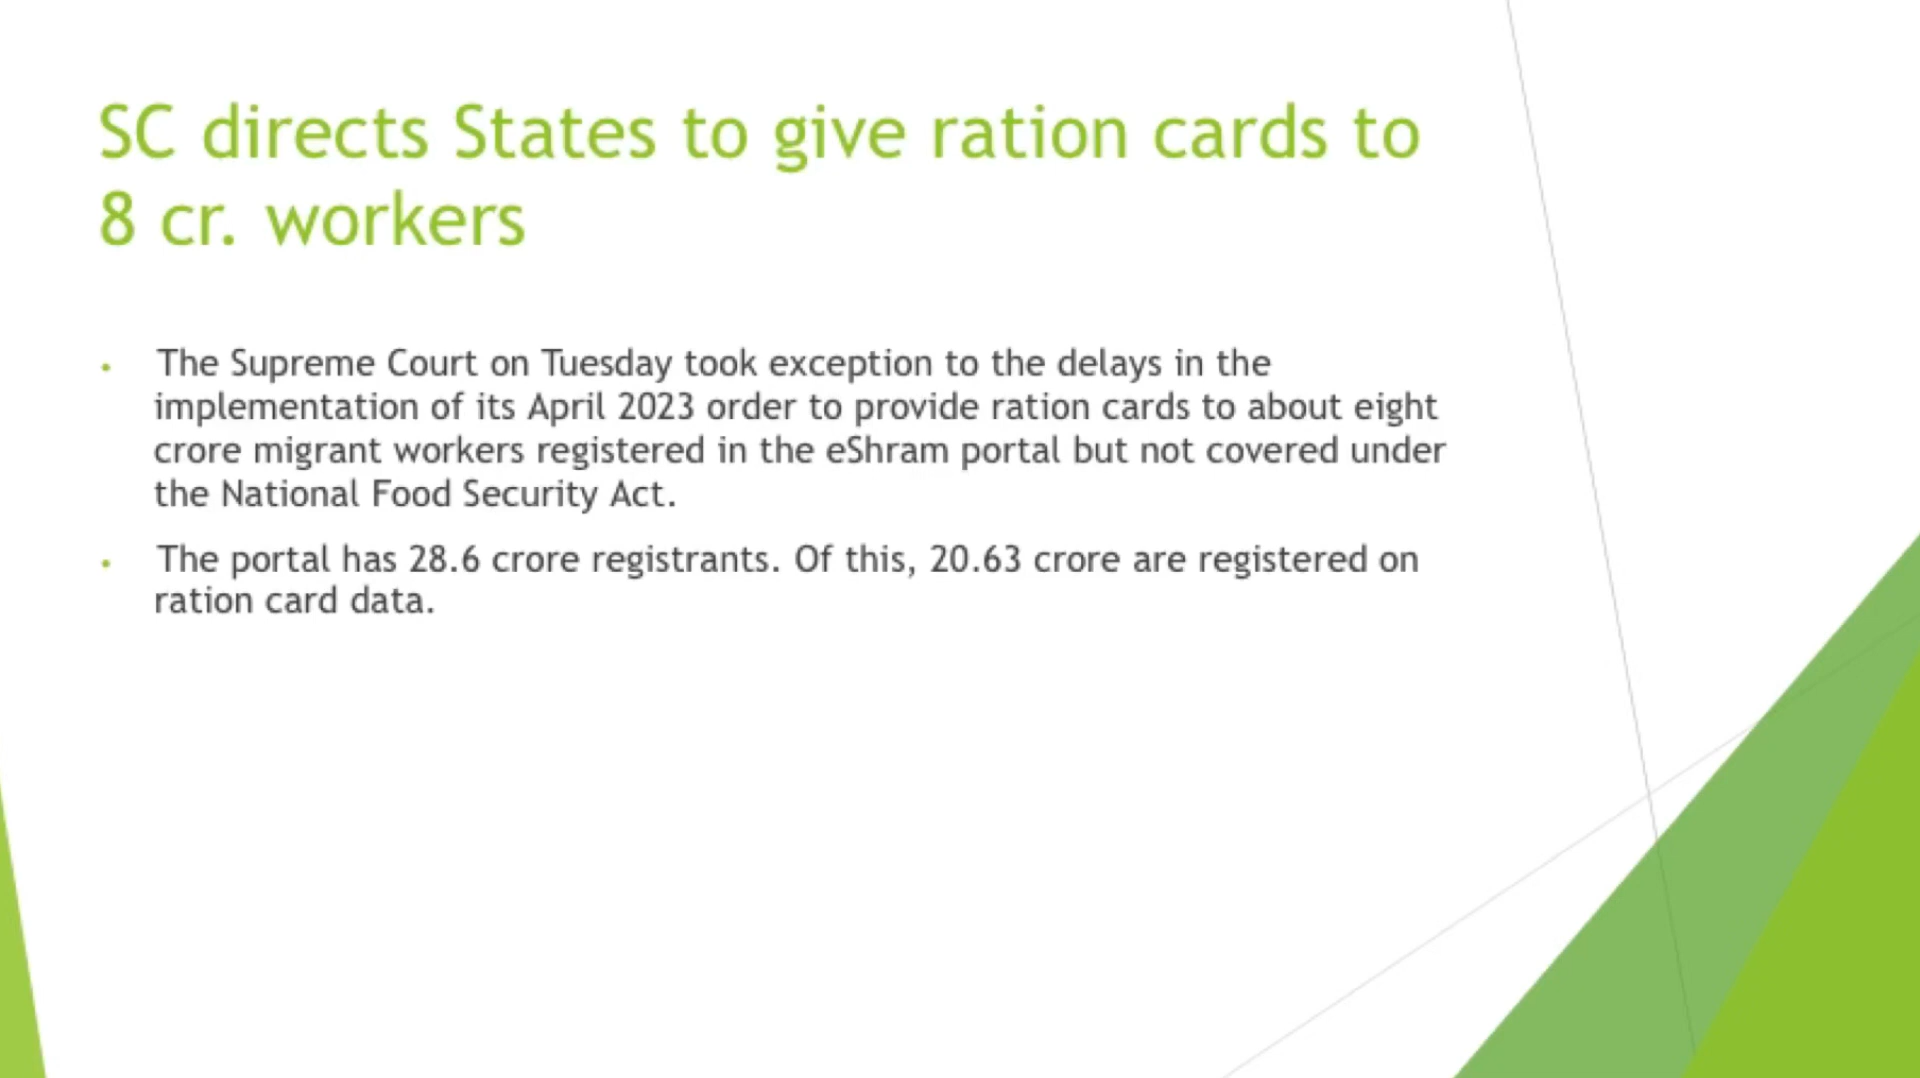 SC directs States to give ration cards to
8 cr. workers
• The Supreme Court on Tuesday took exception to the delays in the
implementation of its April 2023 order to provide ration cards to about eight
crore migrant workers registered in the eShram portal but not covered under
the National Food Security Act.
• The portal has 28.6 crore registrants. Of this, 20.63 crore are registered on
ration card data.